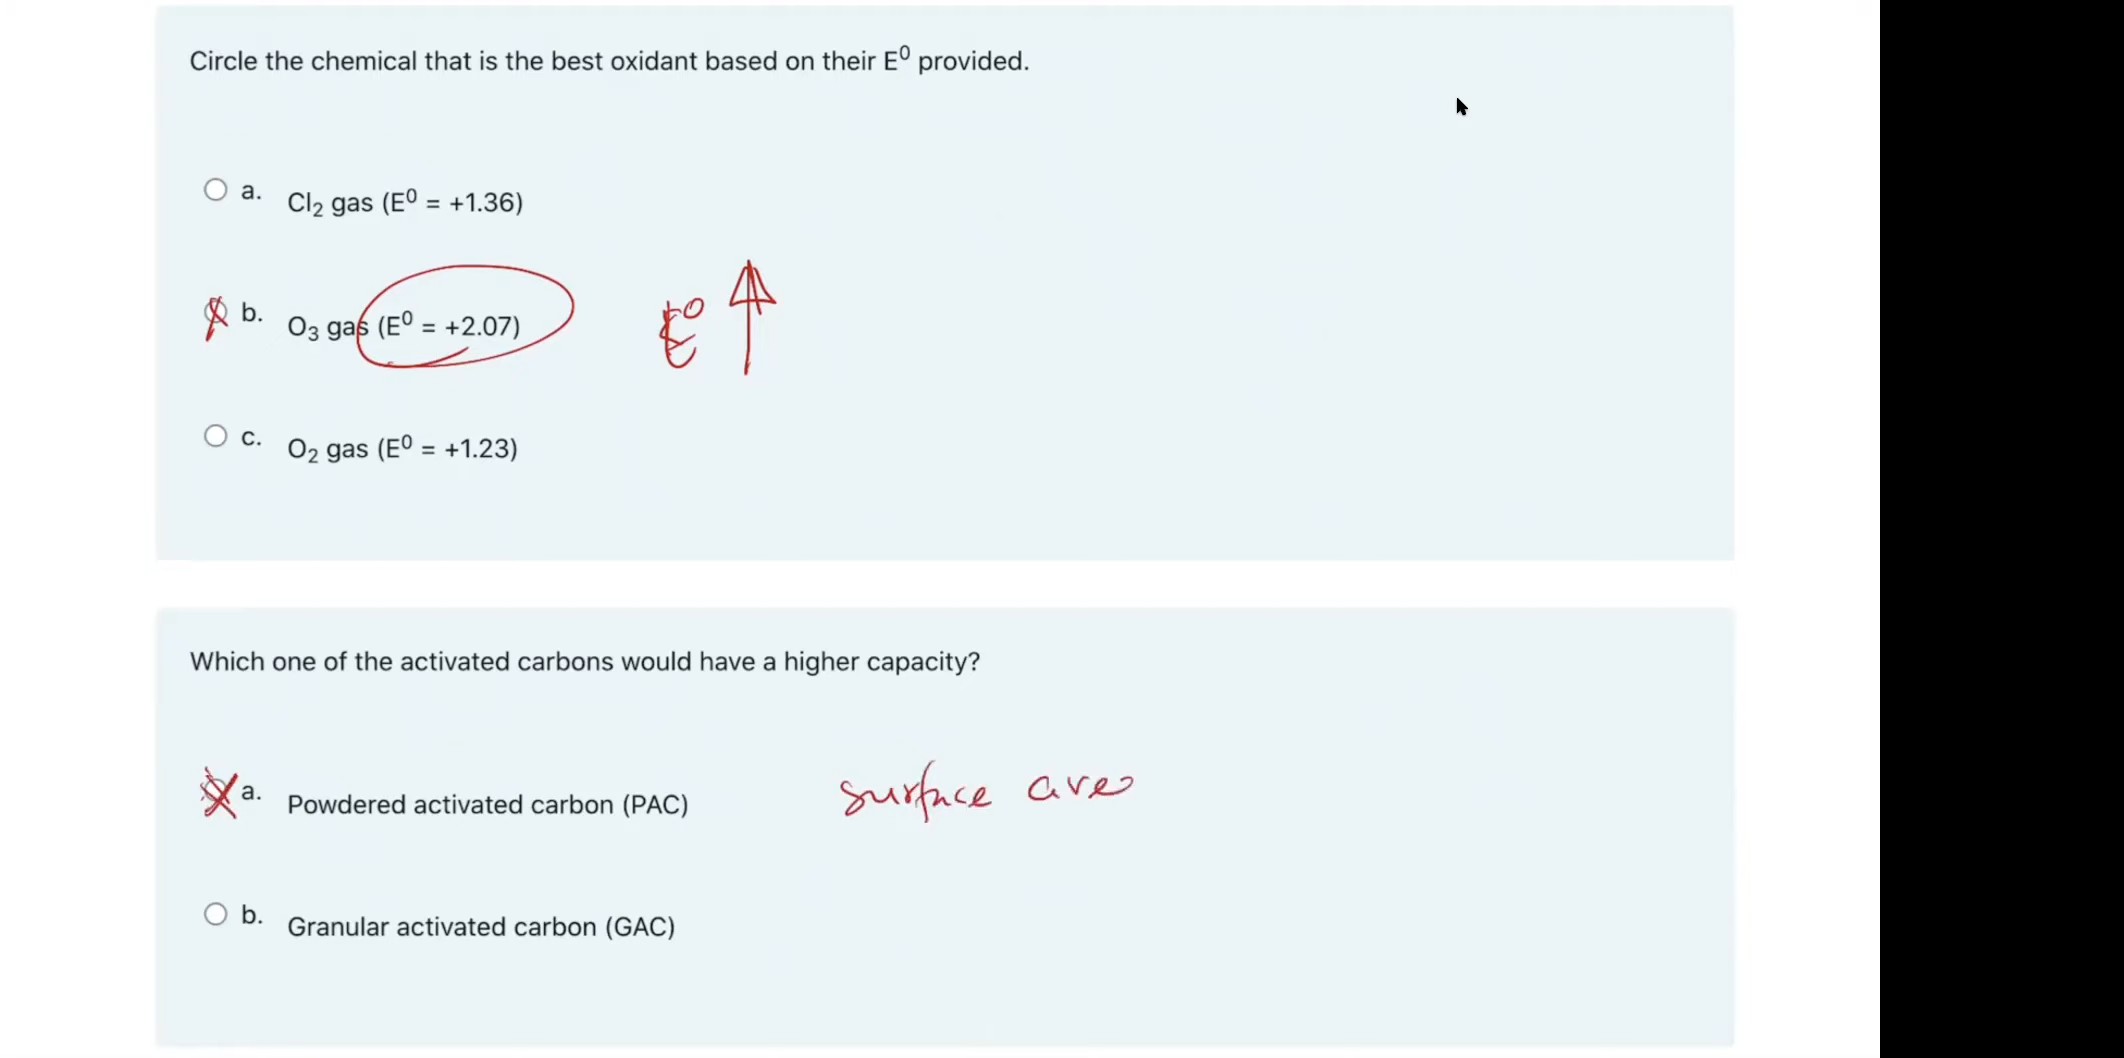 Circle the chemical that is the best oxidant based on their E⁰ provided.
a. Cl₂ gas (E⁰ = +1.36)
b. O₃ gas (E⁰ = +2.07)
E⁰ ↑
c. O₂ gas (E⁰ = +1.23)
Which one of the activated carbons would have a higher capacity?
a. Powdered activated carbon (PAC)
surface area
b. Granular activated carbon (GAC)